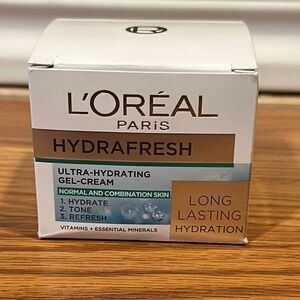 L'ORÉAL
PARIS
HYDRAFRESH
ULTRA-HYDRATING
GEL-CREAM
NORMAL AND COMBINATION SKIN
1. HYDRATE
2. TONE
3. REFRESH
VITAMINS + ESSENTIAL MINERALS
LONG
LASTING
HYDRATION